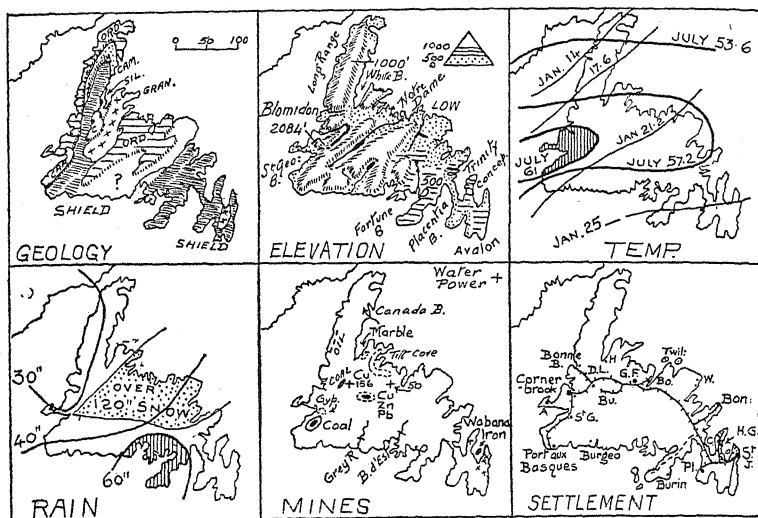 ORD
CAM.
SIL.
GRAN.
ORD
?
SHIELD
SHIELD
0 50 100
GEOLOGY
Long Range
1000'
White B.
1000
500
0
Notre Dame
Blomidon
2084'
LOW
St Geo:
B.
500
Trinity
Concep.
Fortune
B
Placentia
B.
Avalon
ELEVATION
JULY 53.6
JAN. 14
17.6
JAN 21.2
JULY
61
JULY 57.2
JAN. 25
TEMP.
30"
OVER
20" SNOW
40"
60"
RAIN
Water
Power +
Canada B.
Marble
Oil
Tilt Cove
Cu
Coal
156
50
Gyp.
Cu
Zn
Pb
Coal
Wabana
Iron
Grey R.
B. d'Esp.
MINES
Bonne
B.
D.L.
H
G.F.
Twil:
Bo.
W.
Corner-
brook
Bu.
Bon:
A
St G.
H.G.
C
St
J.
Port aux
Basques
Burgeo
Pl.
Burin
SETTLEMENT